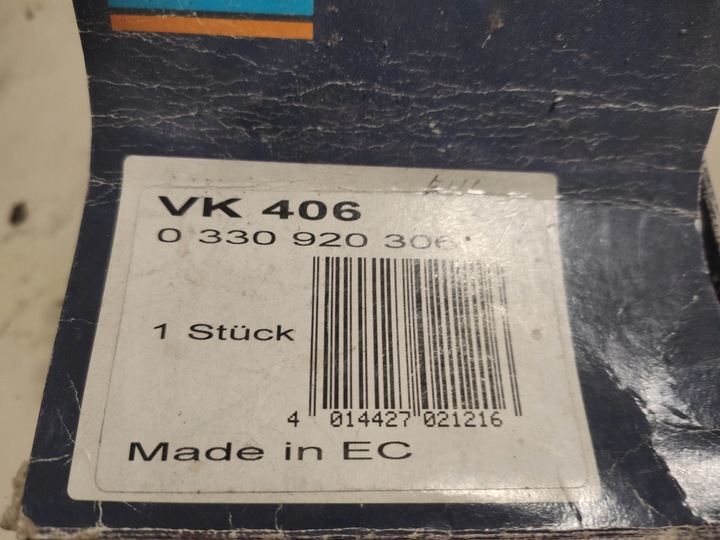 VK 406
0 330 920 306
1 Stück
4 014427 021216
Made in EC